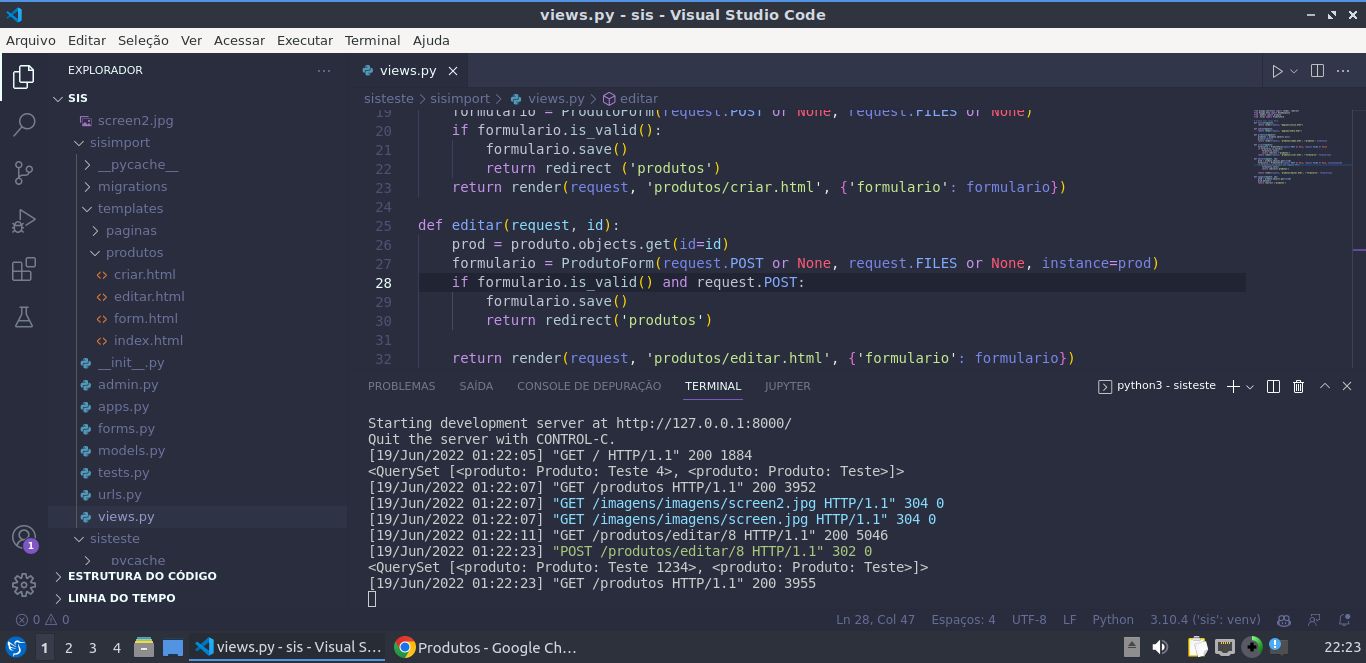 views.py - sis - Visual Studio Code
Arquivo Editar Seleção Ver Acessar Executar Terminal Ajuda
EXPLORADOR
SIS
screen2.jpg
sisimport
__pycache__
migrations
templates
paginas
produtos
criar.html
editar.html
form.html
index.html
__init__.py
admin.py
apps.py
forms.py
models.py
tests.py
urls.py
views.py
sisteste
__pycache__
ESTRUTURA DO CÓDIGO
LINHA DO TEMPO
1
views.py
sisteste > sisimport > views.py > editar
19 formulario = ProdutoForm(request.POST or None, request.FILES or None)
20 if formulario.is_valid():
21 formulario.save()
22 return redirect ('produtos')
23 return render(request, 'produtos/criar.html', {'formulario': formulario})
24
25 def editar(request, id):
26 prod = produto.objects.get(id=id)
27 formulario = ProdutoForm(request.POST or None, request.FILES or None, instance=prod)
28 if formulario.is_valid() and request.POST:
29 formulario.save()
30 return redirect('produtos')
31
32 return render(request, 'produtos/editar.html', {'formulario': formulario})
PROBLEMAS SAÍDA CONSOLE DE DEPURAÇÃO TERMINAL JUPYTER
python3 - sisteste
Starting development server at http://127.0.0.1:8000/
Quit the server with CONTROL-C.
[19/Jun/2022 01:22:05] "GET / HTTP/1.1" 200 1884
<QuerySet [<produto: Produto: Teste 4>, <produto: Produto: Teste>]>
[19/Jun/2022 01:22:07] "GET /produtos HTTP/1.1" 200 3952
[19/Jun/2022 01:22:07] "GET /imagens/imagens/screen2.jpg HTTP/1.1" 304 0
[19/Jun/2022 01:22:07] "GET /imagens/imagens/screen.jpg HTTP/1.1" 304 0
[19/Jun/2022 01:22:11] "GET /produtos/editar/8 HTTP/1.1" 200 5046
[19/Jun/2022 01:22:23] "POST /produtos/editar/8 HTTP/1.1" 302 0
<QuerySet [<produto: Produto: Teste 1234>, <produto: Produto: Teste>]>
[19/Jun/2022 01:22:23] "GET /produtos HTTP/1.1" 200 3955
0 0
Ln 28, Col 47 Espaços: 4 UTF-8 LF Python 3.10.4 ('sis': venv)
1 2 3 4 views.py - sis - Visual S... Produtos - Google Ch... 22:23